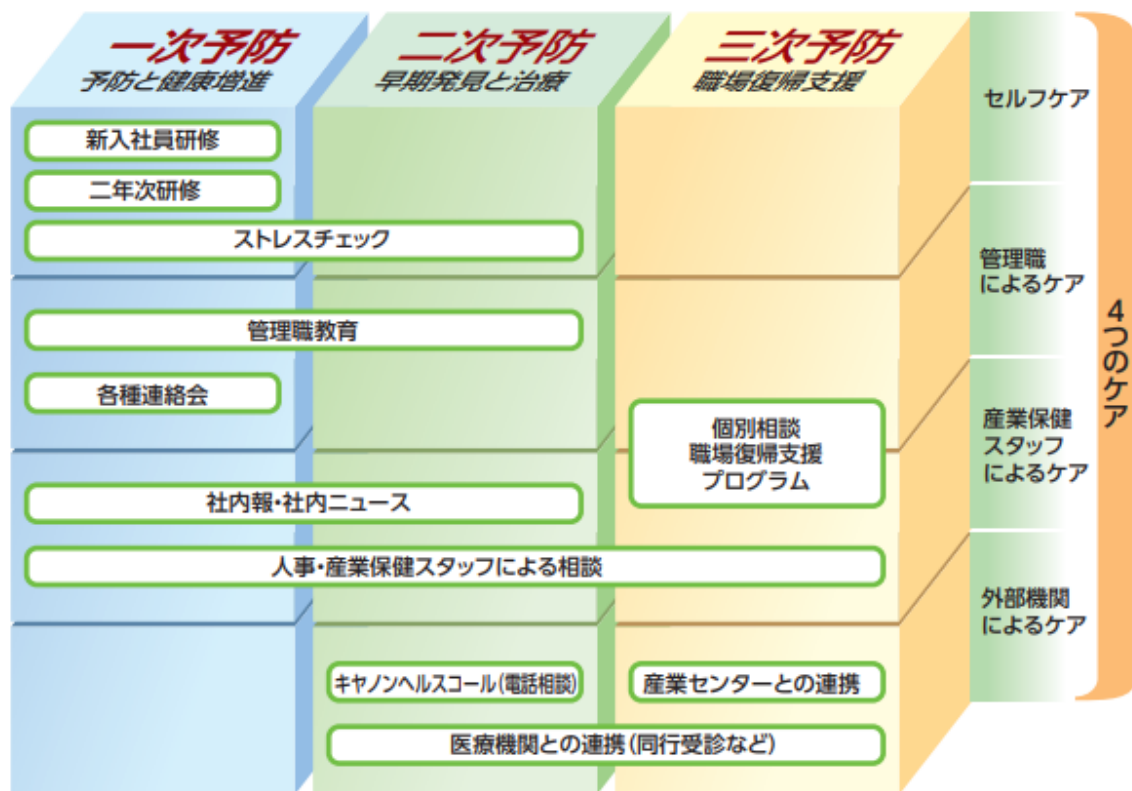 一次予防
予防と健康増進
二次予防
早期発見と治療
三次予防
職場復帰支援
新入社員研修
二年次研修
ストレスチェック
管理職教育
各種連絡会
個別相談
職場復帰支援
プログラム
社内報・社内ニュース
人事・産業保健スタッフによる相談
キヤノンヘルスコール(電話相談)
産業センターとの連携
医療機関との連携(同行受診など)
セルフケア
管理職
によるケア
産業保健
スタッフ
によるケア
外部機関
によるケア
4つのケア